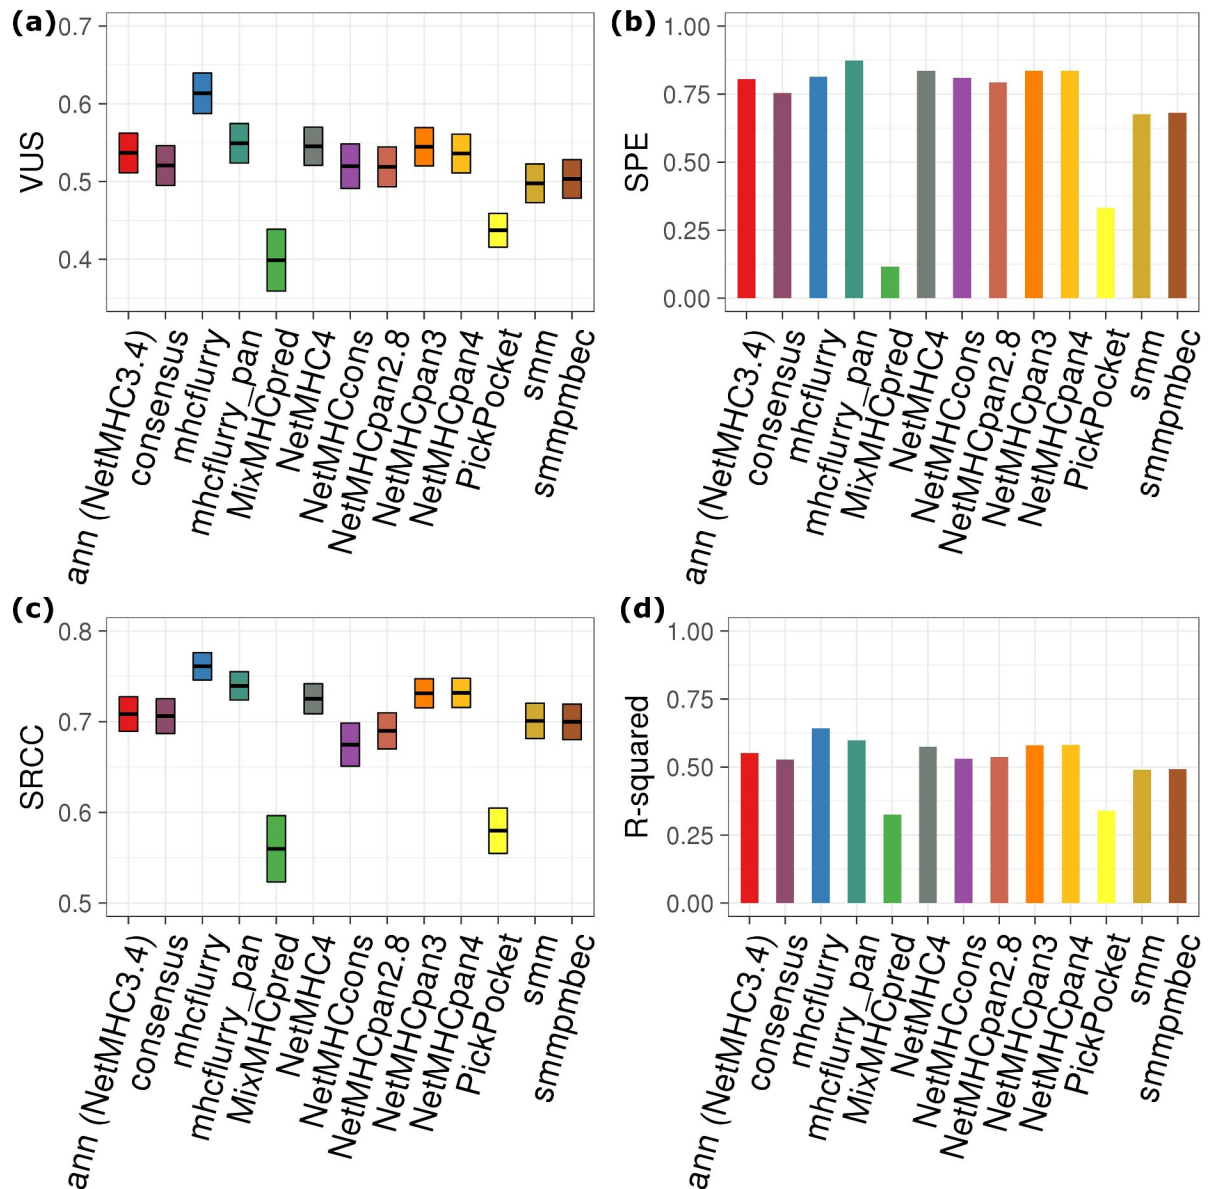 (a)
0.7
0.6
0.5
0.4
VUS
ann (NetMHC3.4)
consensus
mhcflurry
mhcflurry_pan
MixMHCpred
NetMHC4
NetMHCcons
NetMHCpan2.8
NetMHCpan3
NetMHCpan4
PickPocket
smm
smmpmbec
(b)
1.00
0.75
0.50
0.25
0.00
SPE
ann (NetMHC3.4)
consensus
mhcflurry
mhcflurry_pan
MixMHCpred
NetMHC4
NetMHCcons
NetMHCpan2.8
NetMHCpan3
NetMHCpan4
PickPocket
smm
smmpmbec
(c)
0.8
0.7
0.6
0.5
SRCC
ann (NetMHC3.4)
consensus
mhcflurry
mhcflurry_pan
MixMHCpred
NetMHC4
NetMHCcons
NetMHCpan2.8
NetMHCpan3
NetMHCpan4
PickPocket
smm
smmpmbec
(d)
1.00
0.75
0.50
0.25
0.00
R-squared
ann (NetMHC3.4)
consensus
mhcflurry
mhcflurry_pan
MixMHCpred
NetMHC4
NetMHCcons
NetMHCpan2.8
NetMHCpan3
NetMHCpan4
PickPocket
smm
smmpmbec